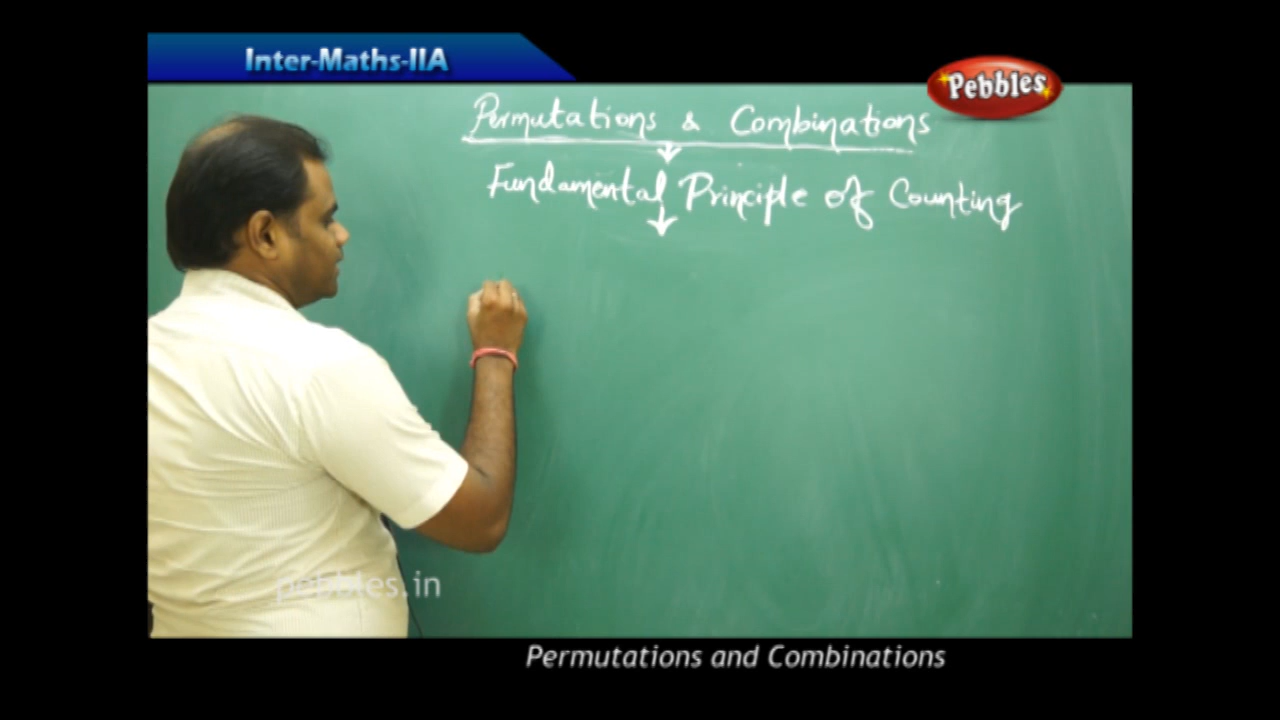 Inter-Maths-IIA
Pebbles
Permutations & Combinations
Fundamental Principle of Counting
pebbles.in
Permutations and Combinations